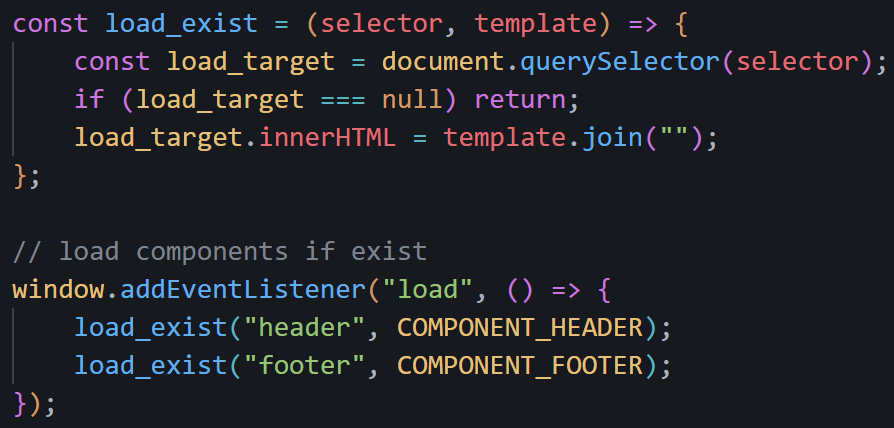 const load_exist = (selector, template) => {
    const load_target = document.querySelector(selector);
    if (load_target === null) return;
    load_target.innerHTML = template.join("");
};

// load components if exist
window.addEventListener("load", () => {
    load_exist("header", COMPONENT_HEADER);
    load_exist("footer", COMPONENT_FOOTER);
});